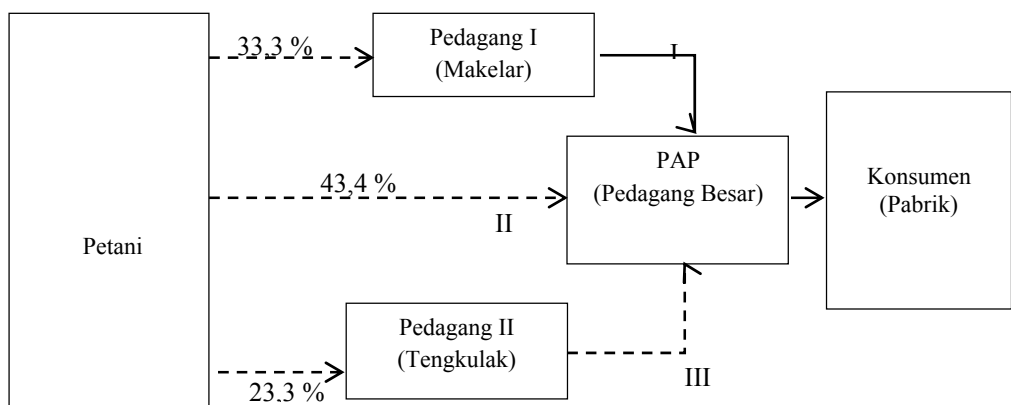 33,3 %
Pedagang I
(Makelar)
I
PAP
(Pedagang Besar)
Konsumen
(Pabrik)
43,4 %
II
Petani
Pedagang II
(Tengkulak)
23,3 %
III